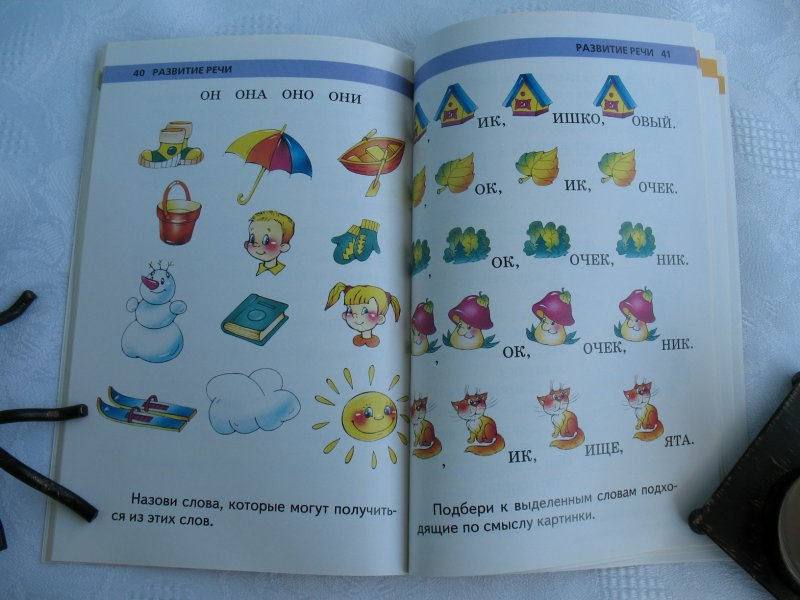 40 РАЗВИТИЕ РЕЧИ
ОН ОНА ОНО ОНИ
Назови слова, которые могут получить-
ся из этих слов.
РАЗВИТИЕ РЕЧИ 41
, ИК, ИШКО, ОВЫЙ.
, ОК, ИК, ОЧЕК.
, ОК, ОЧЕК, НИК.
, ОК, ОЧЕК, НИК.
, ИК, ИЩЕ, ЯТА.
Подбери к выделенным словам подхо-
дящие по смыслу картинки.